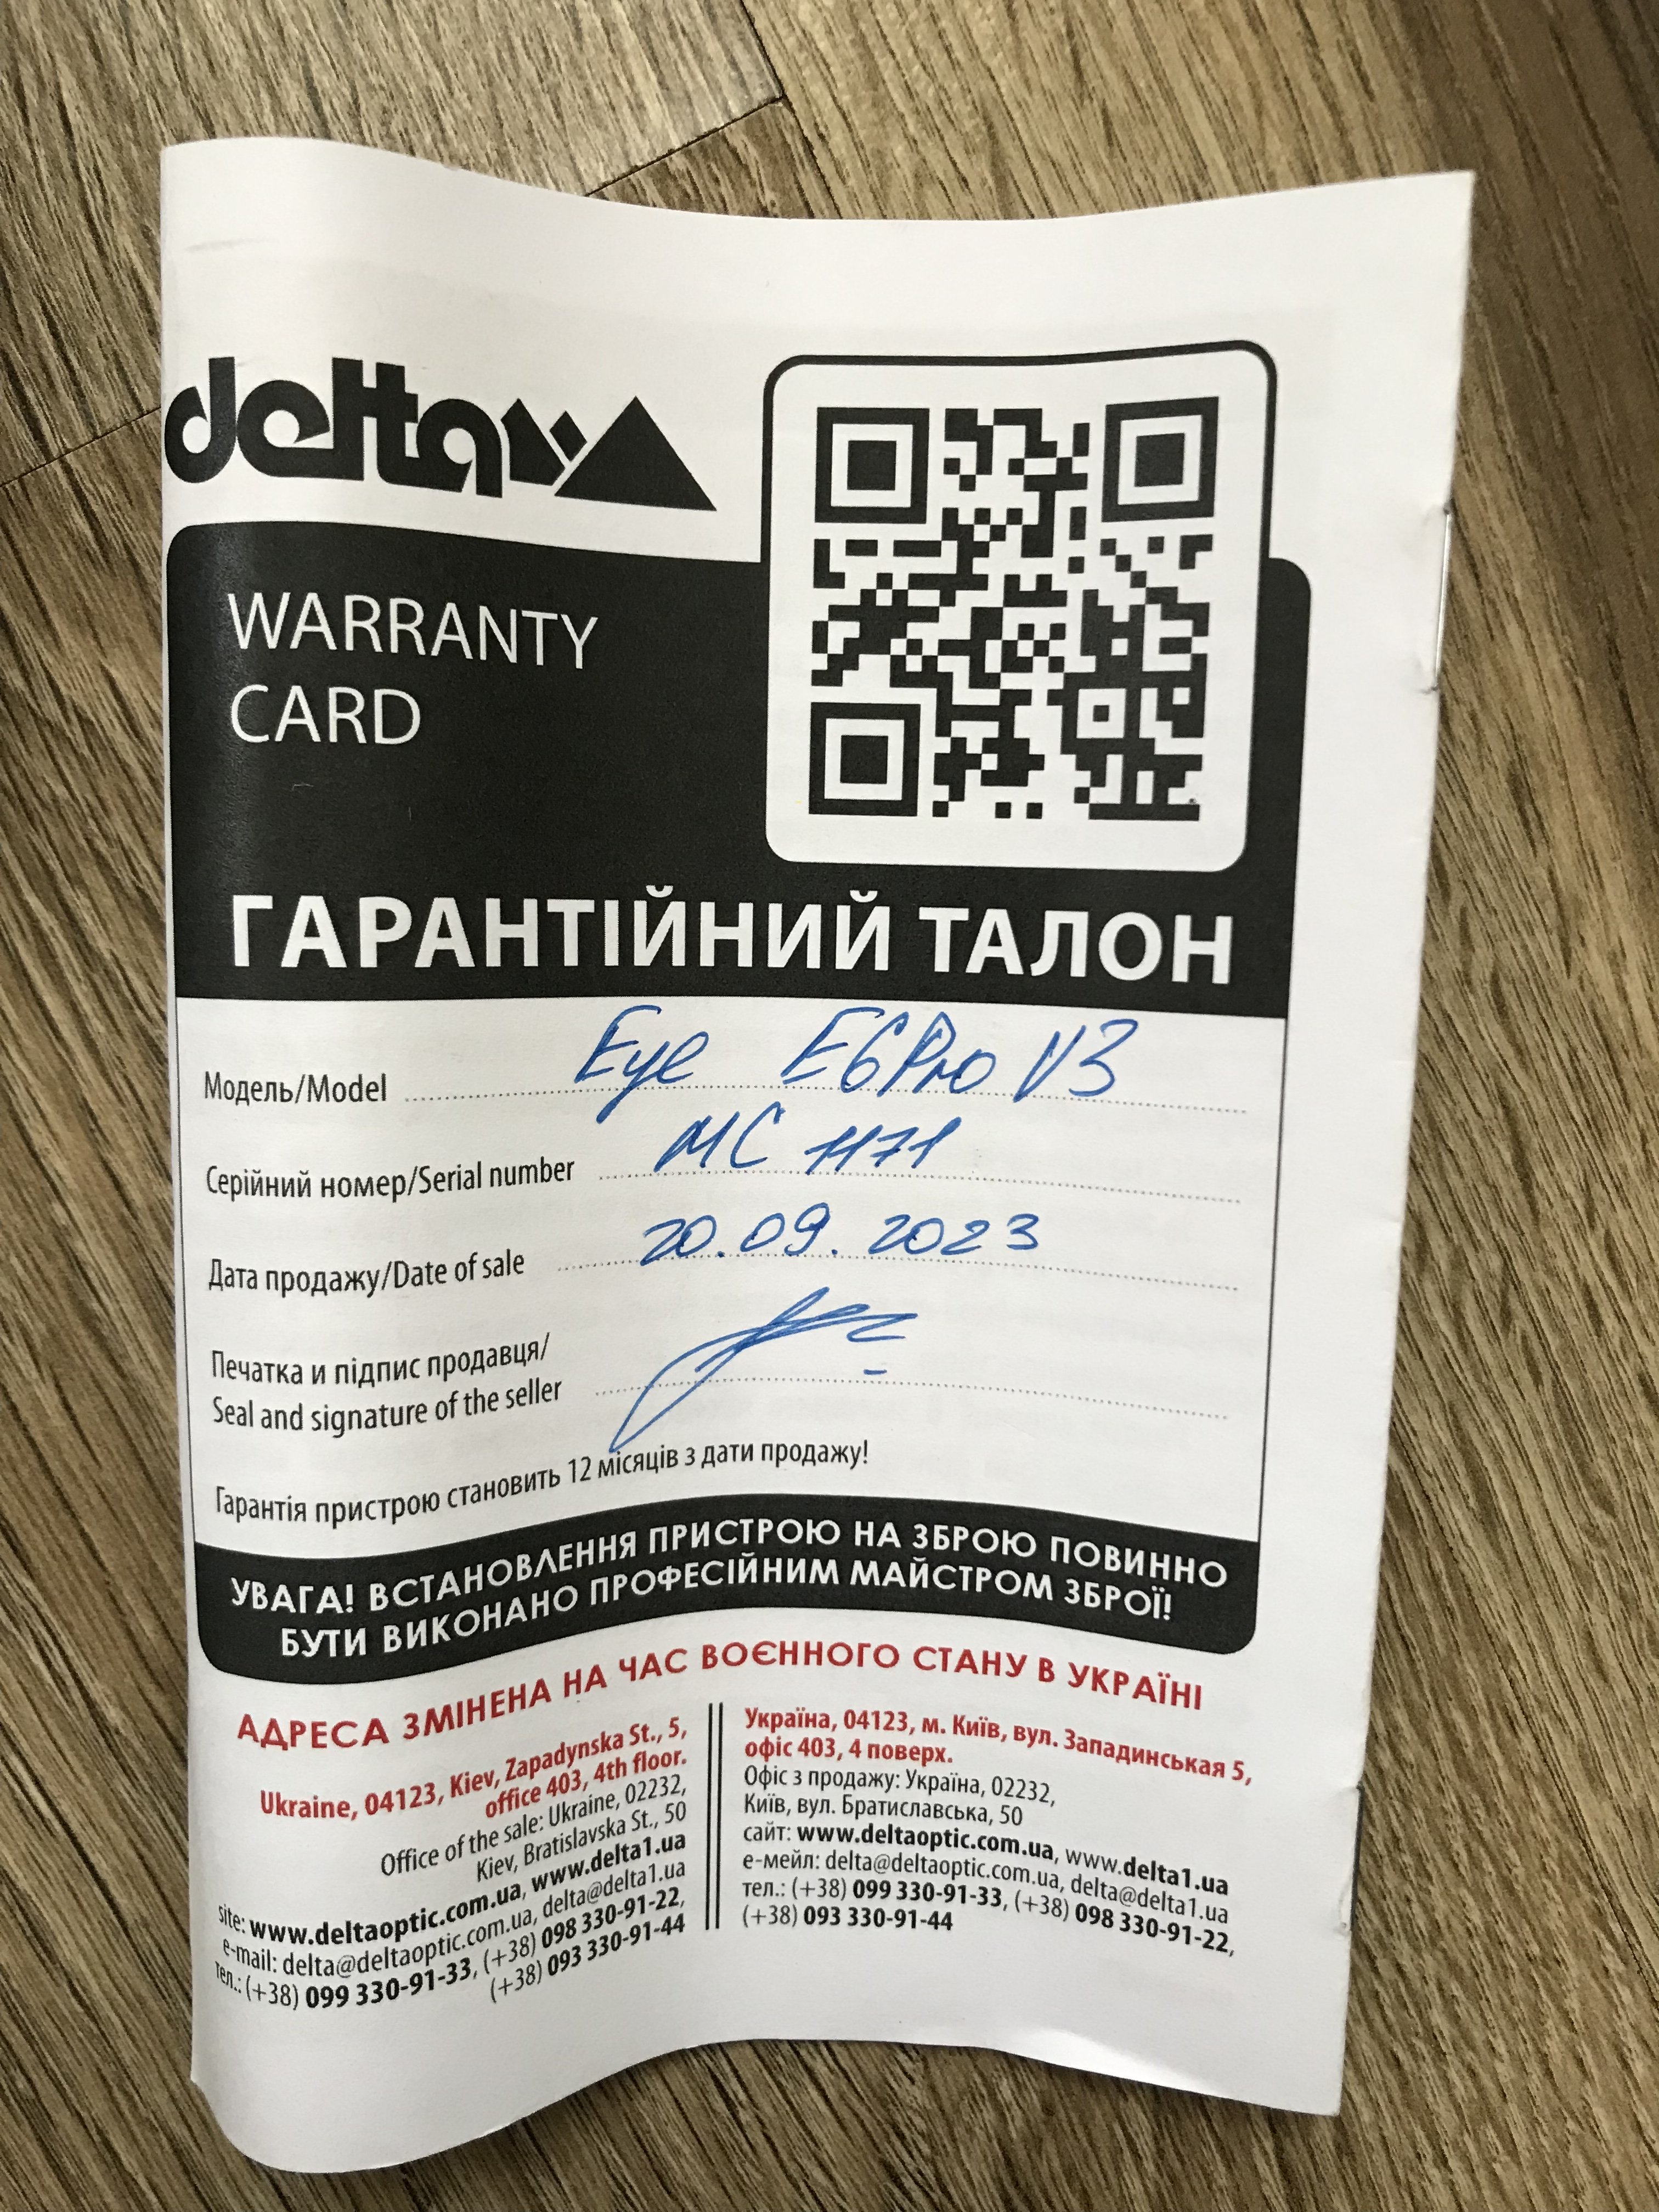 delta
WARRANTY
CARD
ГАРАНТІЙНИЙ ТАЛОН
Модель/Model Eye E6Pro V3
Серійний номер/Serial number МС 1171
Дата продажу/Date of sale 20.09.2023
Печатка и підпис продавця/
Seal and signature of the seller
Гарантія пристрою становить 12 місяців з дати продажу!
УВАГА! ВСТАНОВЛЕННЯ ПРИСТРОЮ НА ЗБРОЮ ПОВИННО
БУТИ ВИКОНАНО ПРОФЕСІЙНИМ МАЙСТРОМ ЗБРОЇ!
АДРЕСА ЗМІНЕНА НА ЧАС ВОЄННОГО СТАНУ В УКРАЇНІ
Ukraine, 04123, Kiev, Zapadynska St., 5,
office 403, 4th floor.
Office of the sale: Ukraine, 02232,
Kiev, Bratislavska St., 50
site: www.deltaoptic.com.ua, www.delta1.ua
e-mail: delta@deltaoptic.com.ua, delta@delta1.ua
тел.: (+38) 099 330-91-33, (+38) 098 330-91-22,
(+38) 093 330-91-44
Україна, 04123, м. Київ, вул. Западинськая 5,
офіс 403, 4 поверх.
Офіс з продажу: Україна, 02232,
Київ, вул. Братиславська, 50
сайт: www.deltaoptic.com.ua, www.delta1.ua
е-мейл: delta@deltaoptic.com.ua, delta@delta1.ua
тел.: (+38) 099 330-91-33, (+38) 098 330-91-22,
(+38) 093 330-91-44